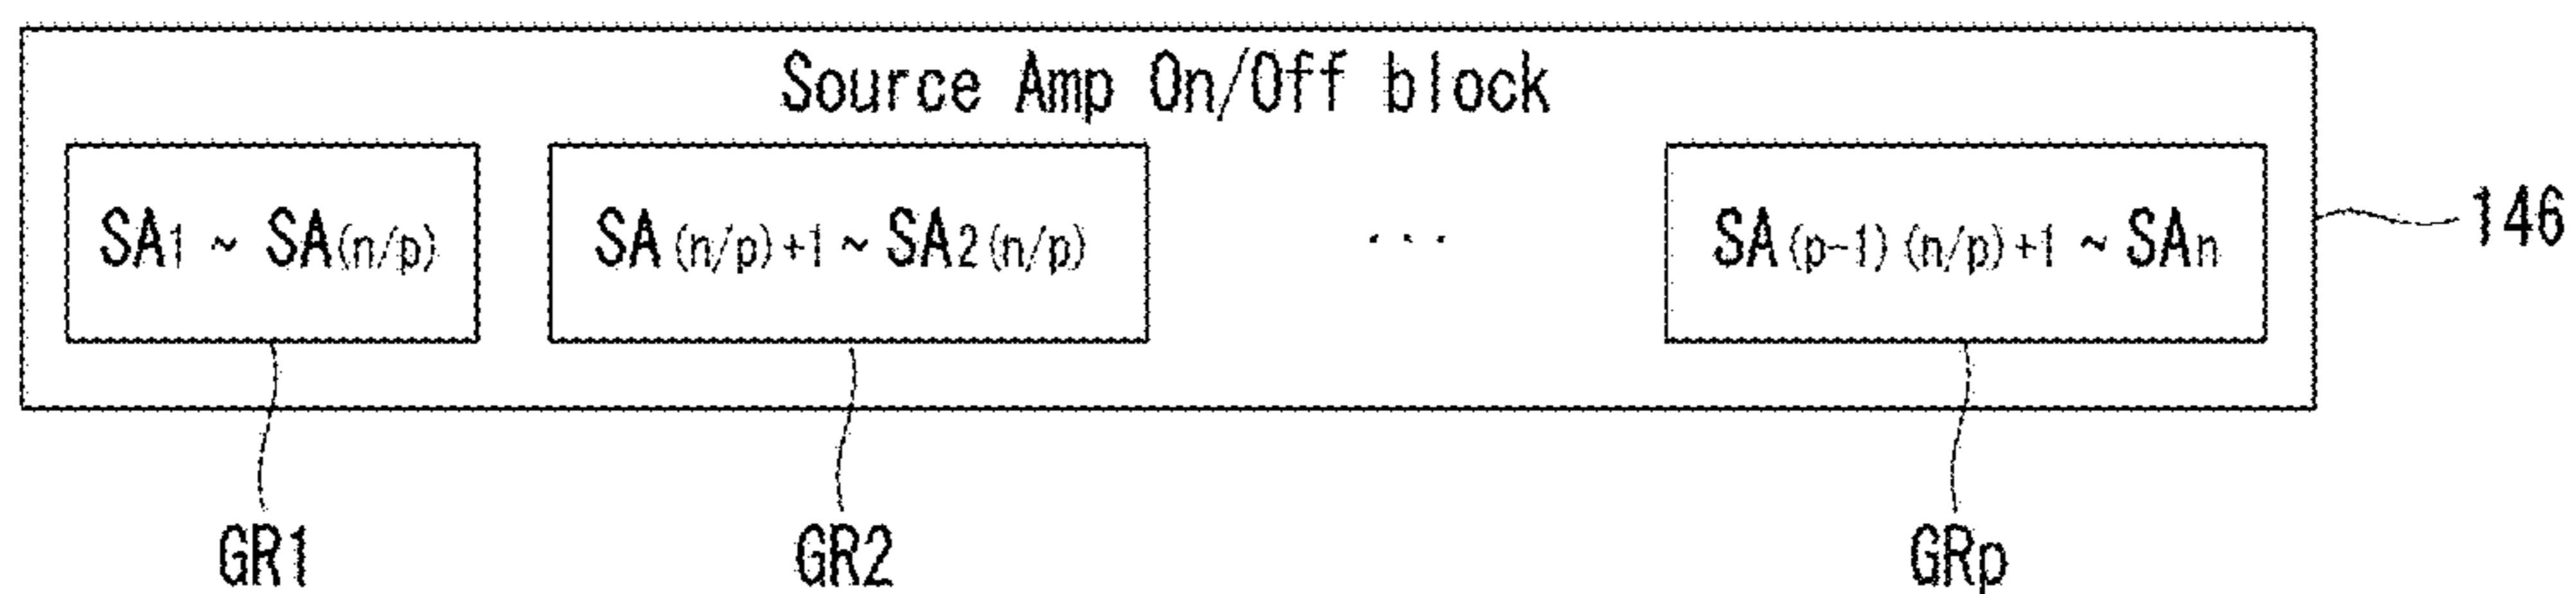 Source Amp On/Off block
SA1 ~ SA(n/p) SA(n/p)+1 ~ SA2(n/p) ... SA(p-1)(n/p)+1 ~ SAn 146
GR1 GR2 GRp